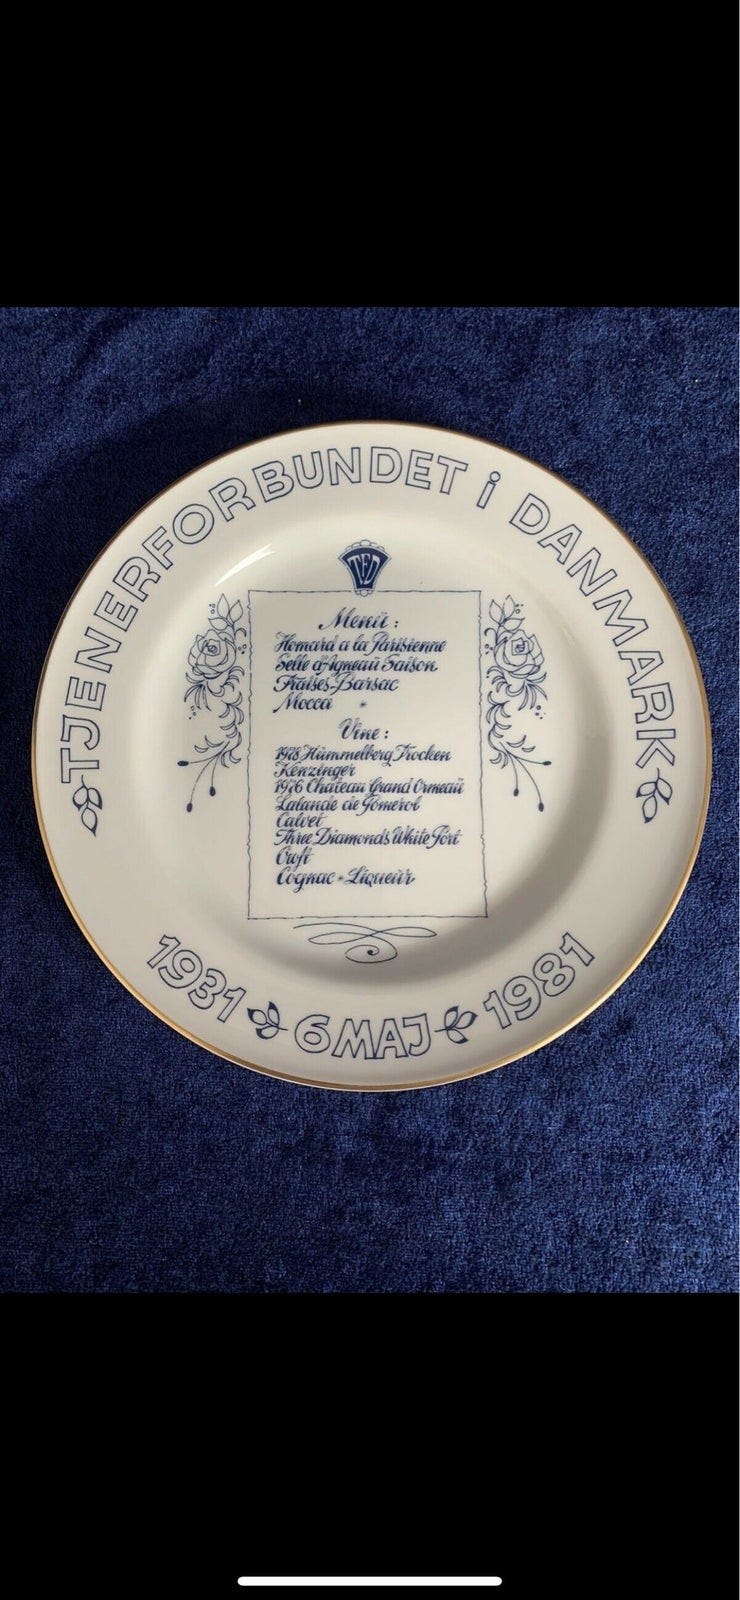 TJENERFORBUNDET i DANMARK
TFD
Menü:
Homard a la Parisienne
Selle d'Agneau Saison
Fraises-Barsac
Mocca *
Vine:
1978 Hummelberg Trocken
Kenzinger
1976 Chateau Grand Ormeau
Lalande de Pomerol
Calvet
Three Diamonds White Port
Croft
Cognac * Liqueur
1931 6 MAJ 1981